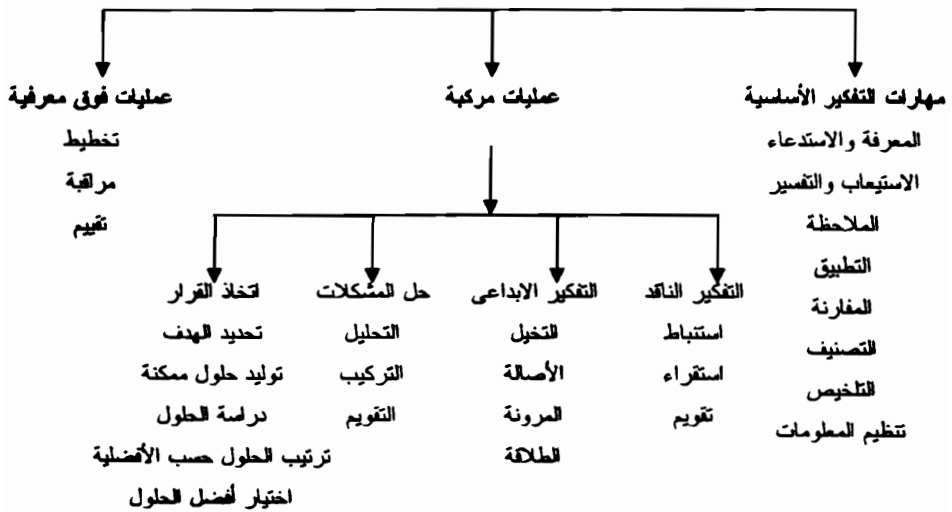 مهارات التفكير الأساسية
المعرفة والاستدعاء
الاستيعاب والتفسير
الملاحظة
التطبيق
المفارنة
التصنيف
التلخيص
تنظيم المعلومات
عمليات مركبة
التفكير الناقد
استنباط
استقراء
تقويم
التفكير الابداعى
التخيل
الأصالة
المرونة
الطلاقة
حل المشكلات
التحليل
التركيب
التقويم
اتخاذ القرار
تحديد الهدف
توليد حلول ممكنة
دراسة الحلول
ترتيب الحلول حسب الأفضلية
اختيار أفضل الحلول
عمليات فوق معرفية
تخطيط
مراقبة
تقييم